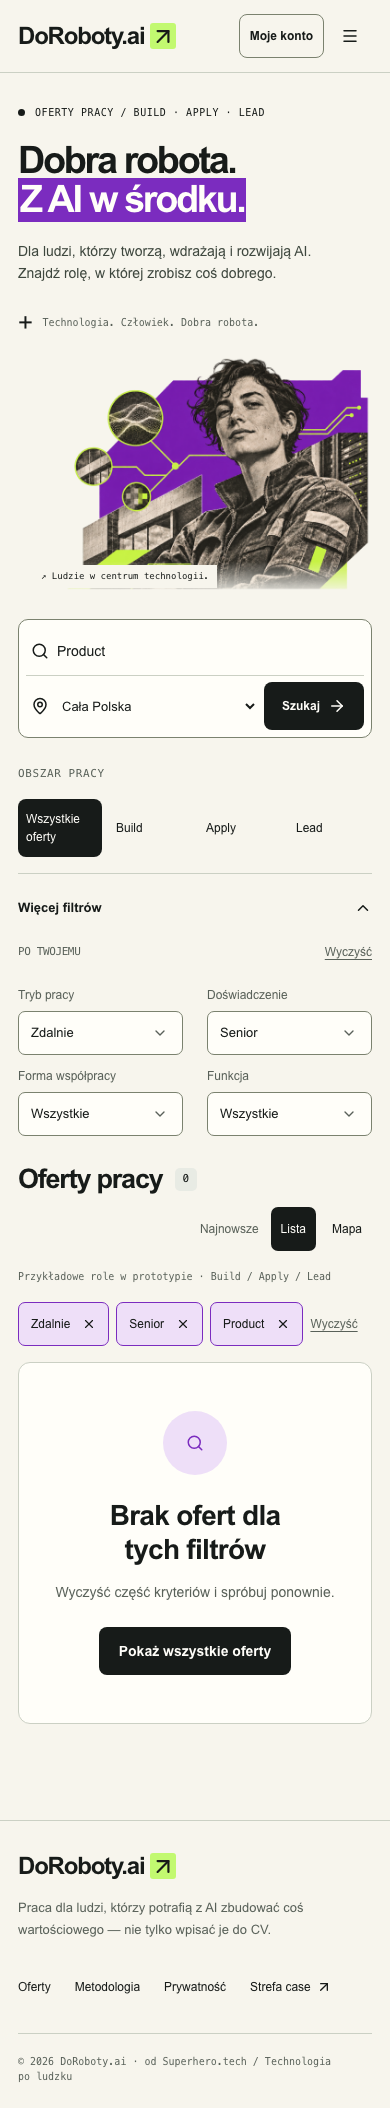 DoRoboty.ai
Moje konto
OFERTY PRACY / BUILD · APPLY · LEAD
Dobra robota.
Z AI w środku.
Dla ludzi, którzy tworzą, wdrażają i rozwijają AI.
Znajdź rolę, w której zrobisz coś dobrego.
Technologia. Człowiek. Dobra robota.
↗ Ludzie w centrum technologii.
Product
Cała Polska
Szukaj
OBSZAR PRACY
Wszystkie
oferty
Build
Apply
Lead
Więcej filtrów
PO TWOJEMU
Wyczyść
Tryb pracy
Doświadczenie
Zdalnie
Senior
Forma współpracy
Funkcja
Wszystkie
Wszystkie
Oferty pracy 0
Najnowsze
Lista
Mapa
Przykładowe role w prototypie · Build / Apply / Lead
Zdalnie
Senior
Product
Wyczyść
Brak ofert dla
tych filtrów
Wyczyść część kryteriów i spróbuj ponownie.
Pokaż wszystkie oferty
DoRoboty.ai
Praca dla ludzi, którzy potrafią z AI zbudować coś
wartościowego — nie tylko wpisać je do CV.
Oferty
Metodologia
Prywatność
Strefa case
© 2026 DoRoboty.ai · od Superhero.tech / Technologia
po ludzku